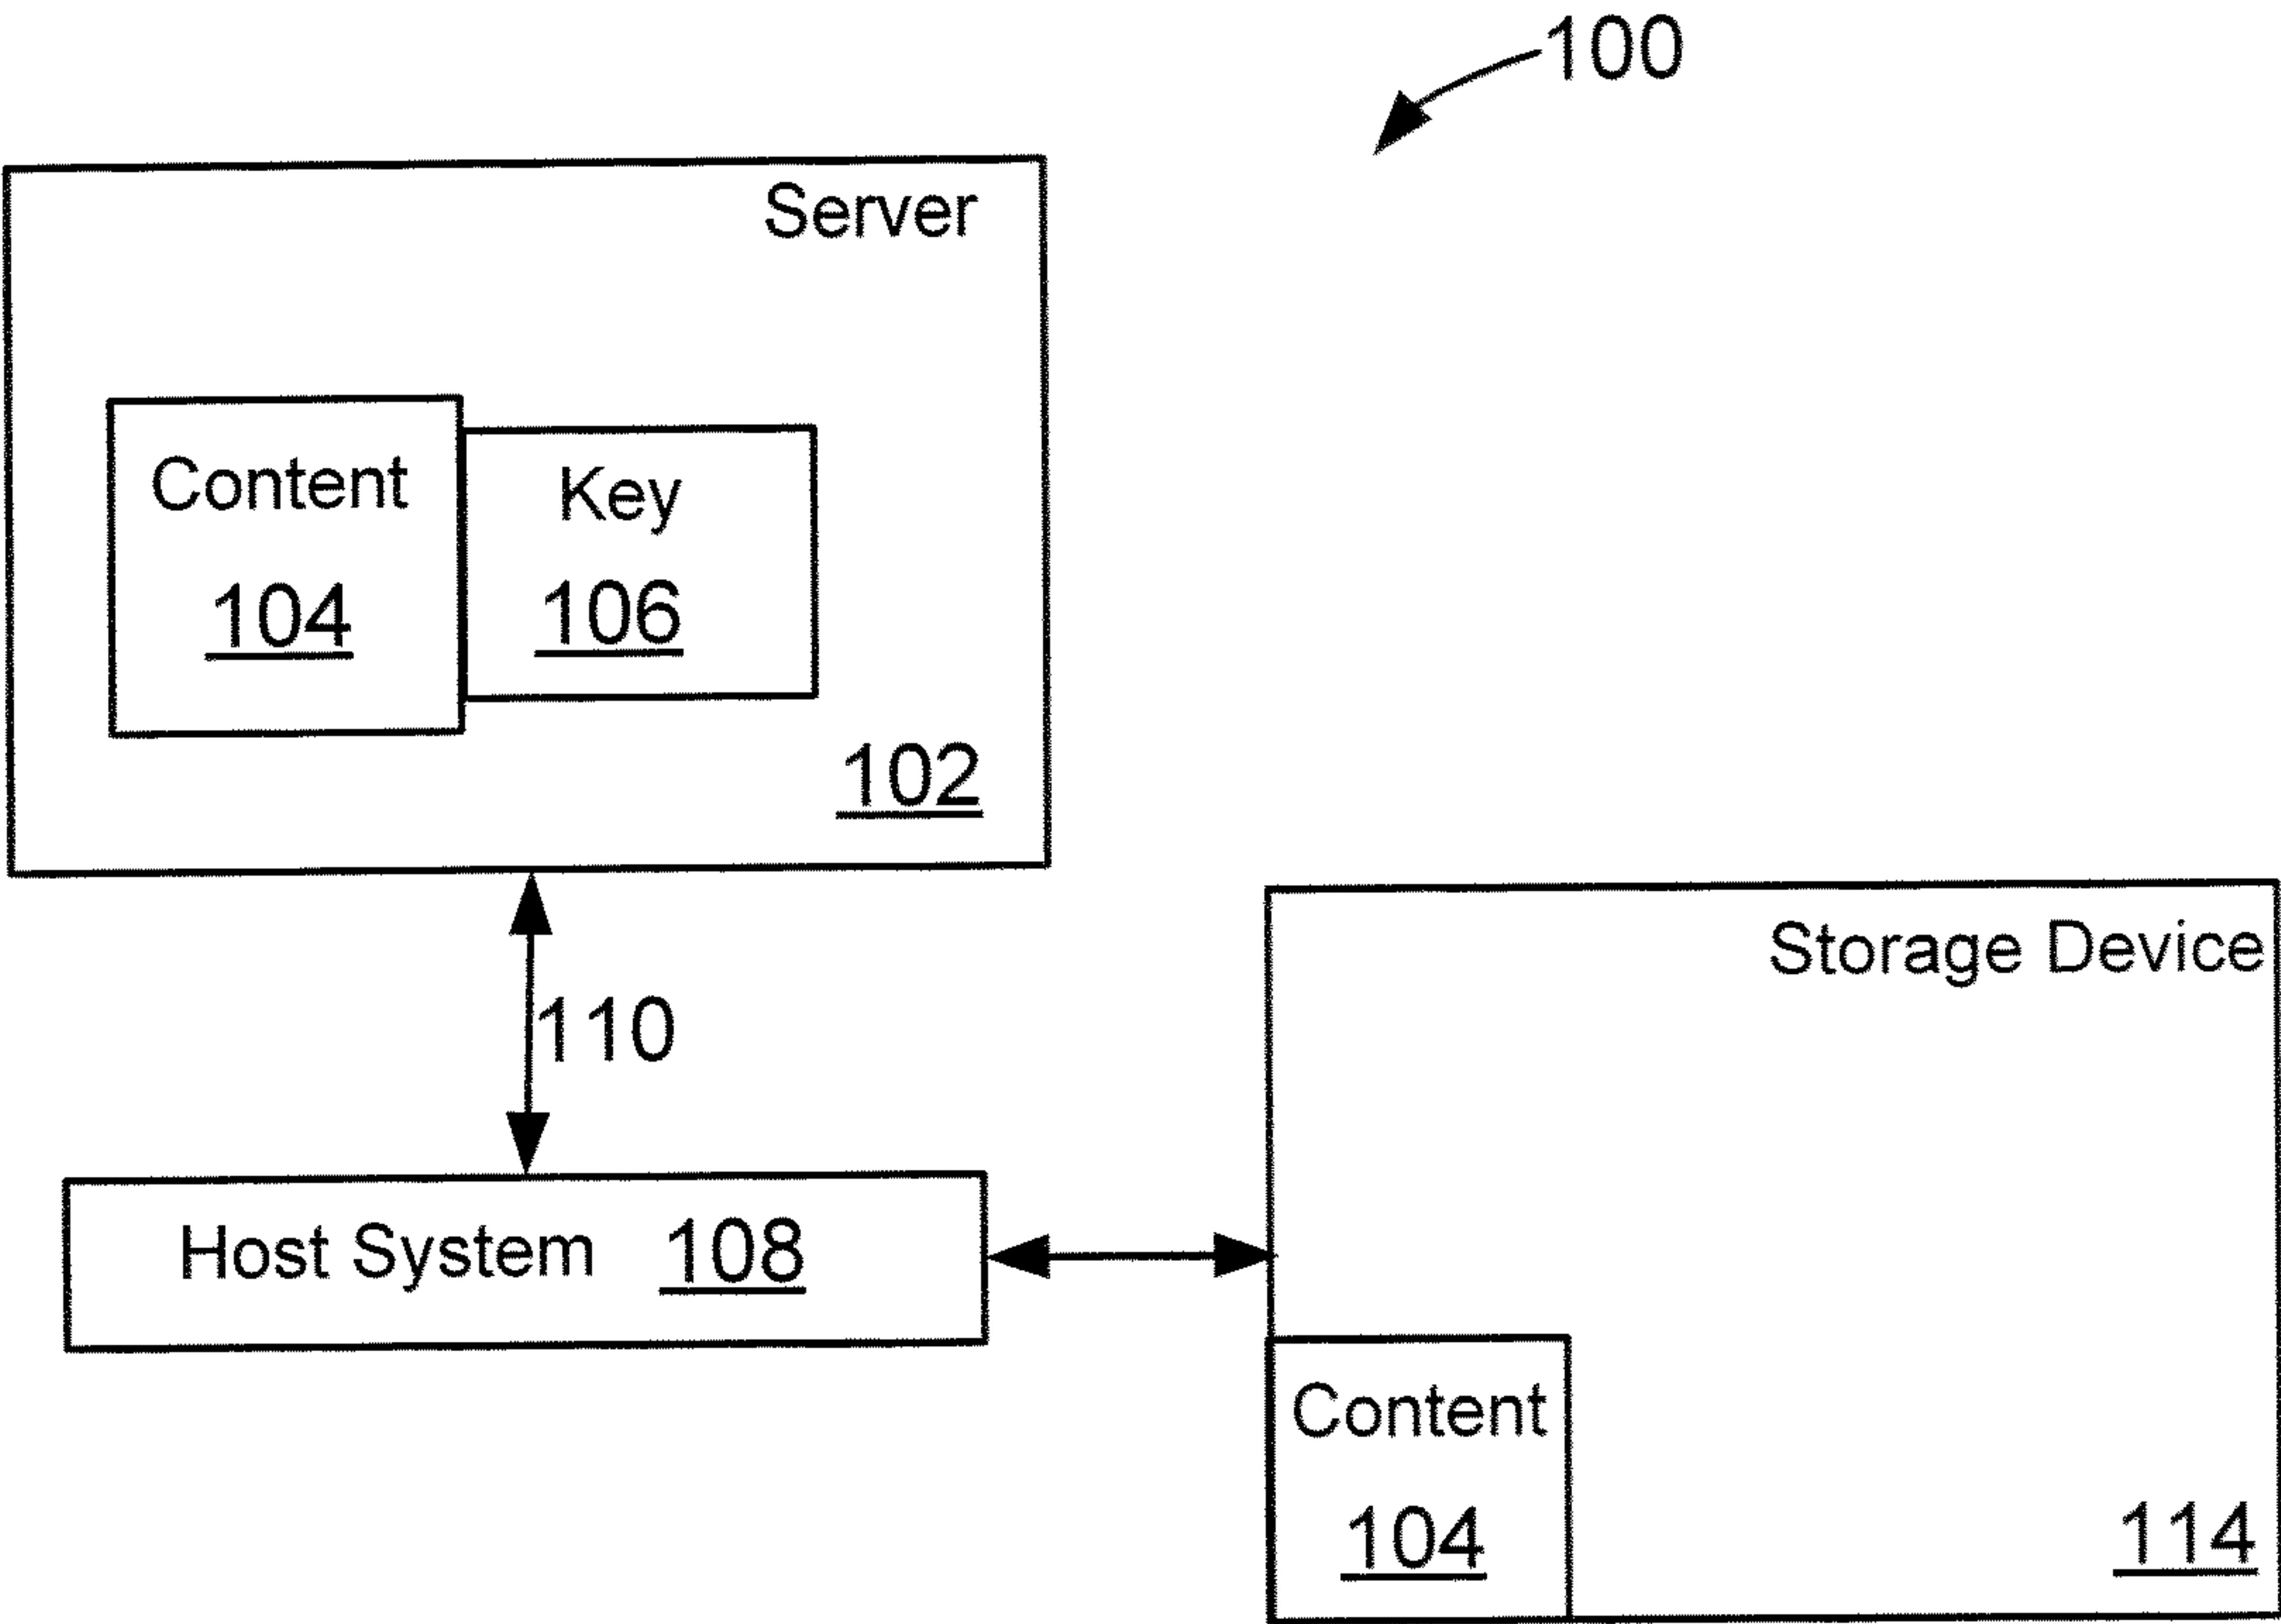 100
Server
Content
104
Key
106
102
110
Host System 108
Storage Device
Content
104
114